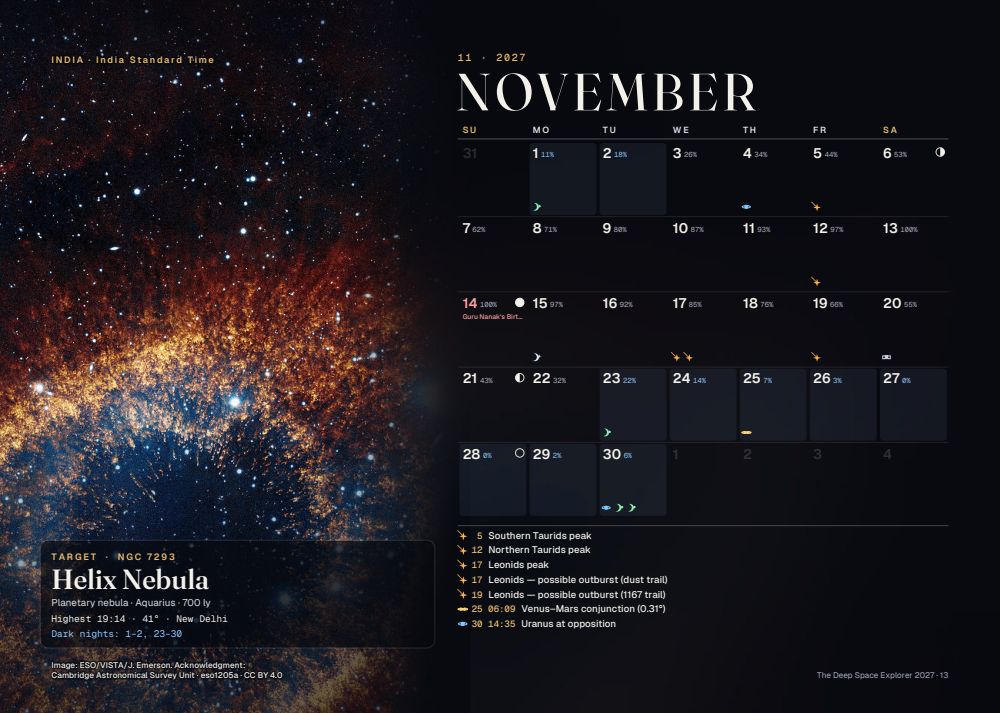 INDIA · India Standard Time
11 · 2027
NOVEMBER
SU MO TU WE TH FR SA
31 1 11% 2 18% 3 26% 4 34% 5 44% 6 53%
7 62% 8 71% 9 80% 10 87% 11 93% 12 97% 13 100%
14 100% 15 97% 16 92% 17 85% 18 76% 19 66% 20 55%
Guru Nanak's Birt…
21 43% 22 32% 23 22% 24 14% 25 7% 26 3% 27 0%
28 0% 29 2% 30 6% 1 2 3 4
5 Southern Taurids peak
12 Northern Taurids peak
17 Leonids peak
17 Leonids — possible outburst (dust trail)
19 Leonids — possible outburst (1167 trail)
25 06:09 Venus–Mars conjunction (0.31°)
30 14:35 Uranus at opposition
TARGET · NGC 7293
Helix Nebula
Planetary nebula · Aquarius · 700 ly
Highest 19:14 · 41° · New Delhi
Dark nights: 1–2, 23–30
Image: ESO/VISTA/J. Emerson. Acknowledgment:
Cambridge Astronomical Survey Unit · eso1205a · CC BY 4.0
The Deep Space Explorer 2027 · 13